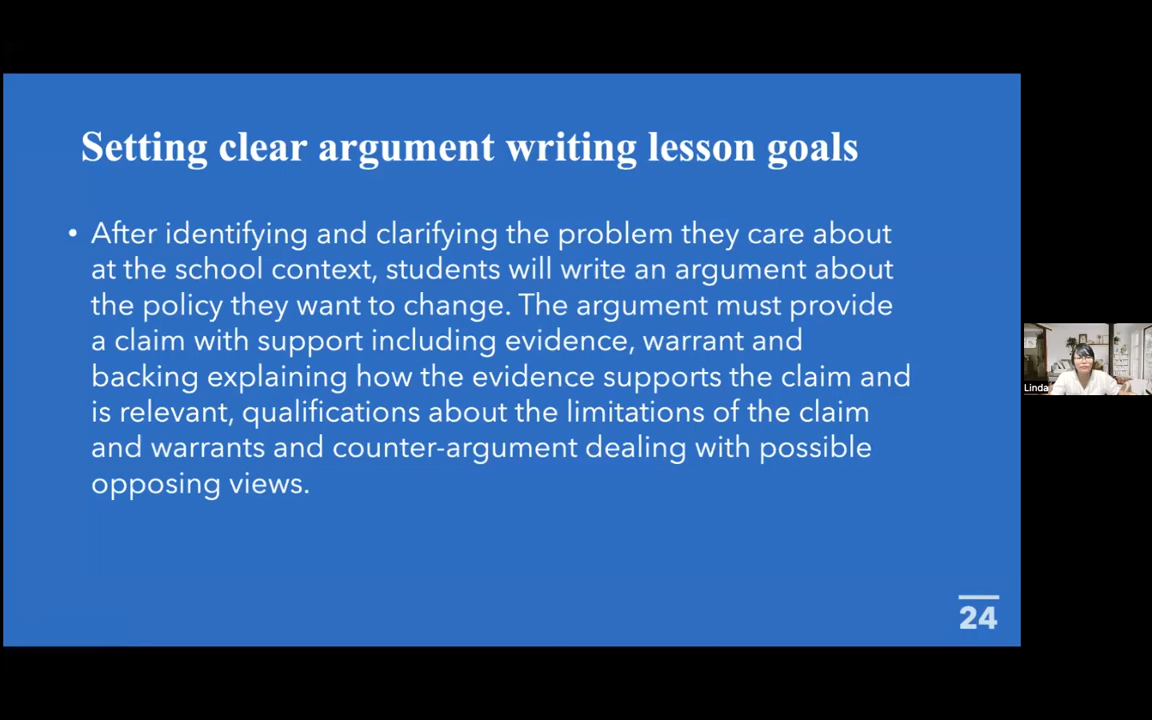 Setting clear argument writing lesson goals
• After identifying and clarifying the problem they care about
at the school context, students will write an argument about
the policy they want to change. The argument must provide
a claim with support including evidence, warrant and
backing explaining how the evidence supports the claim and
is relevant, qualifications about the limitations of the claim
and warrants and counter-argument dealing with possible
opposing views.
Linda
24